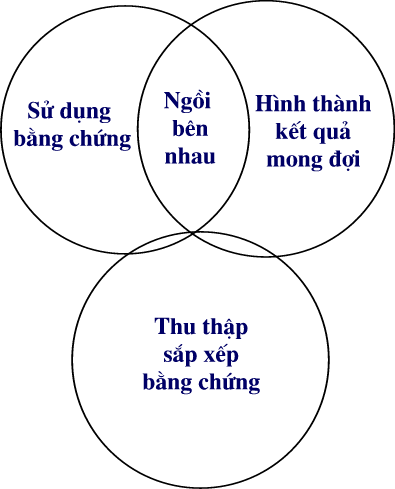 Sử dụng
bằng chứng
Ngồi
bên
nhau
Hình thành
kết quả
mong đợi
Thu thập
sắp xếp
bằng chứng